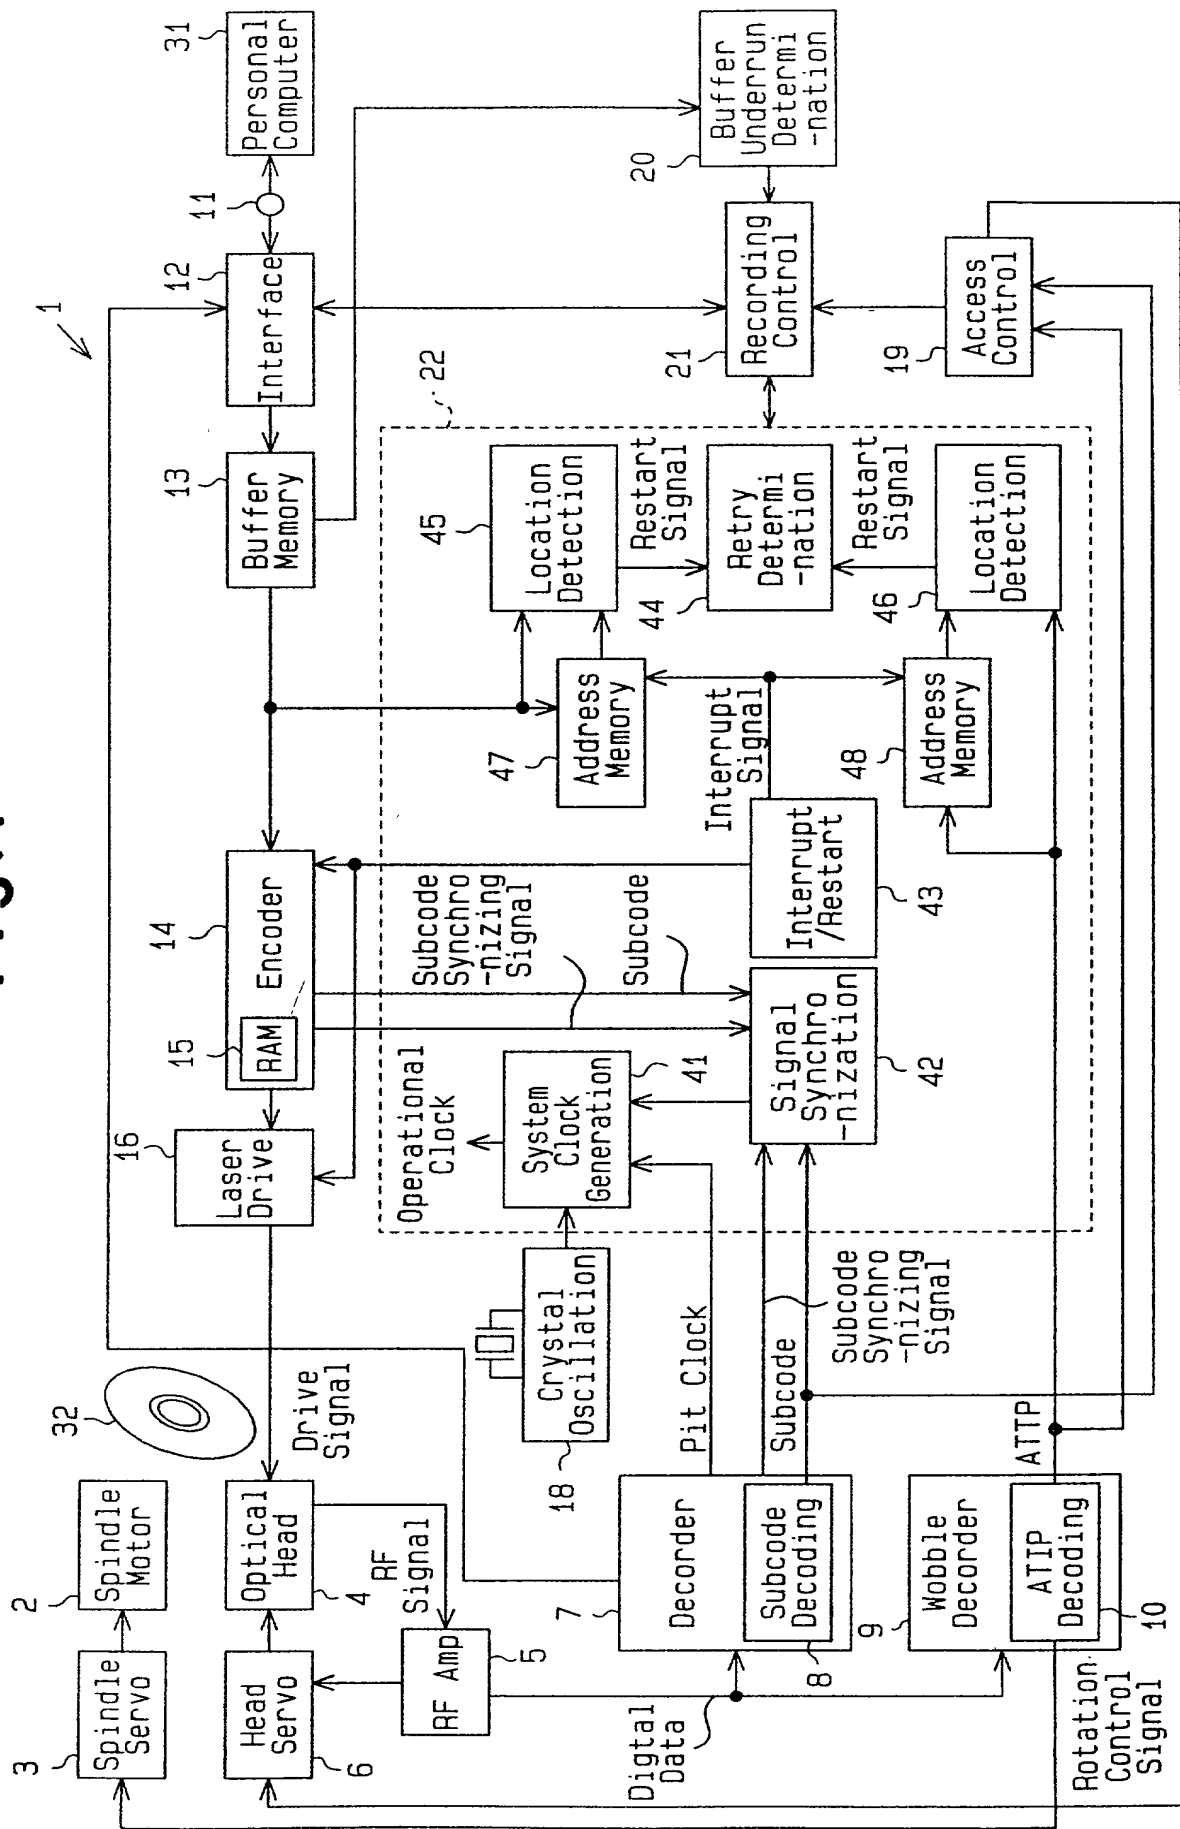 1
2
Spindle
Motor
3
Spindle
Servo
32
31
Personal
Computer
11
12
Interface
13
Buffer
Memory
14
Encoder
15
RAM
16
Laser
Drive
Drive
Signal
Optical
Head
4
Head
Servo
6
RF
Signal
RF Amp
5
20
Buffer
Underrun
Determi
-nation
21
Recording
Control
19
Access
Control
22
45
Location
Detection
Restart
Signal
Retry
Determi
-nation
44
Restart
Signal
Location
Detection
46
47
Address
Memory
Interrupt
Signal
48
Address
Memory
Interrupt
/Restart
43
Subcode
Synchro
-nizing
Signal
Subcode
Signal
Synchro
-nization
42
41
System
Clock
Generation
Operational
Clock
Crystal
Oscillation
18
Pit Clock
Subcode
Subcode
Synchro
-nizing
Signal
7
Decorder
Subcode
Decoding
8
9
Wobble
Decorder
ATIP
Decoding
10
ATTP
Digtal
Data
Rotation
Control
Signal